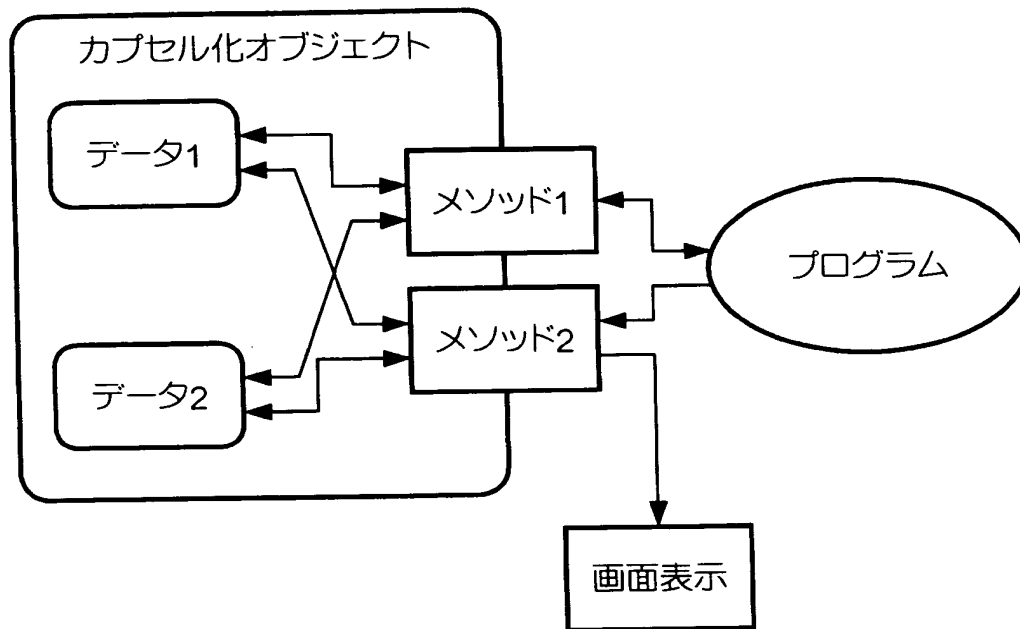 カプセル化オブジェクト
データ1
メソッド1
プログラム
メソッド2
データ2
画面表示